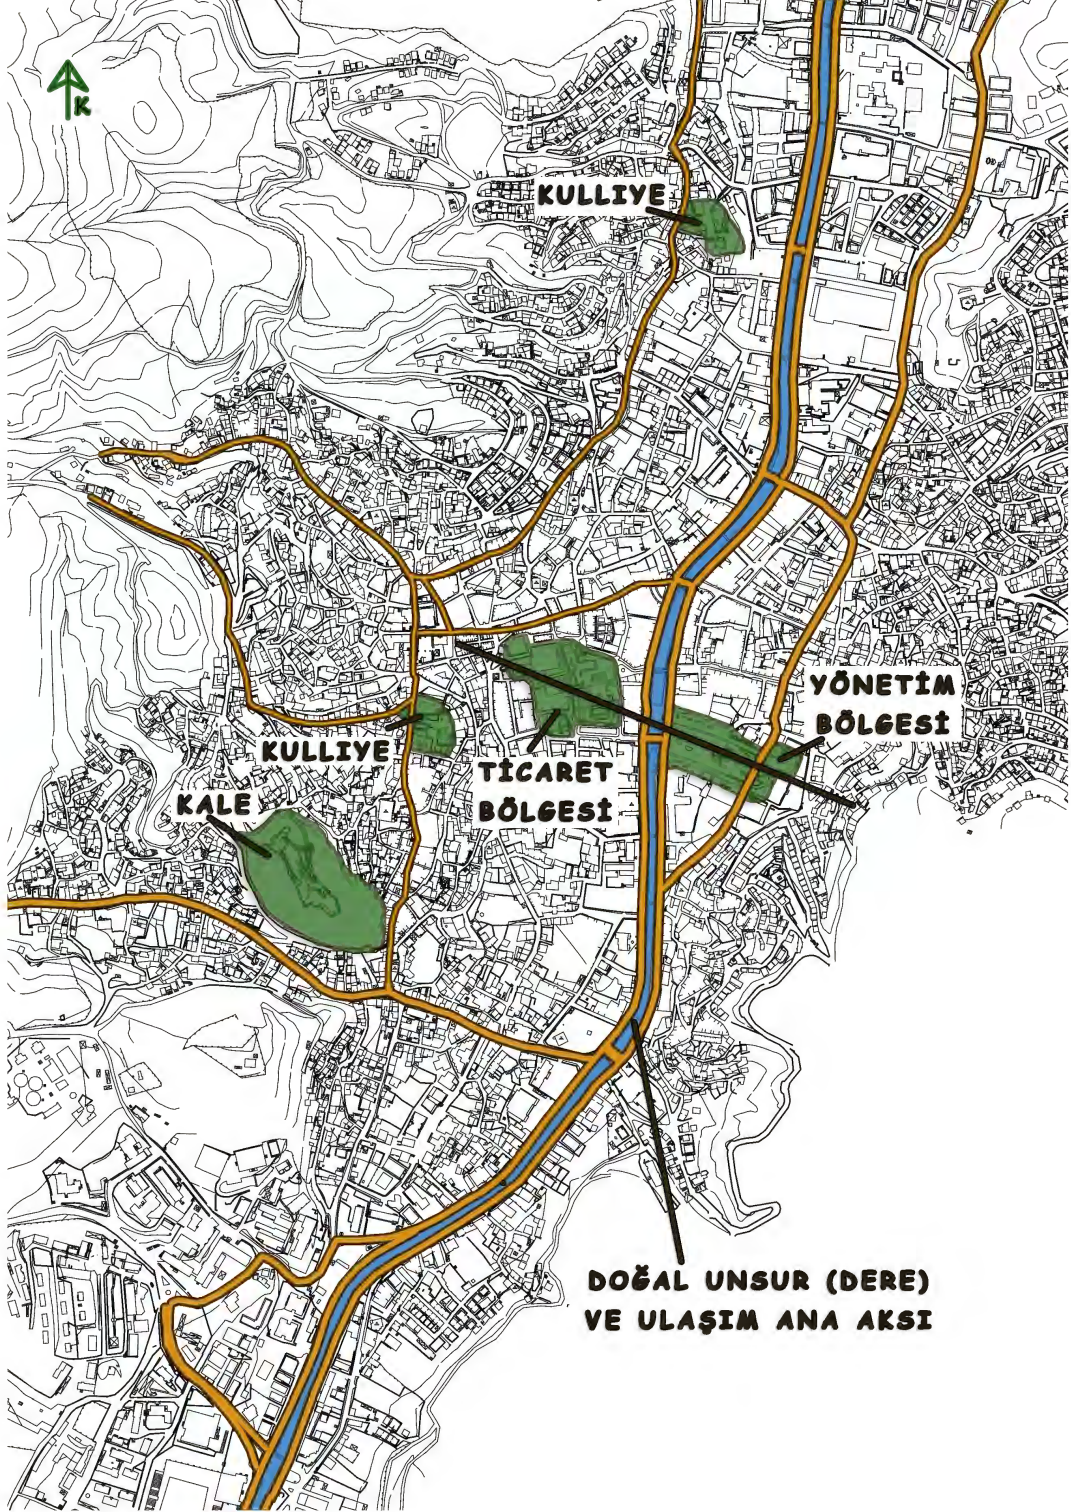 K
KULLIYE
YÖNETİM
BÖLGESİ
KULLIYE
TİCARET
BÖLGESİ
KALE
DOĞAL UNSUR (DERE)
VE ULAŞIM ANA AKSI